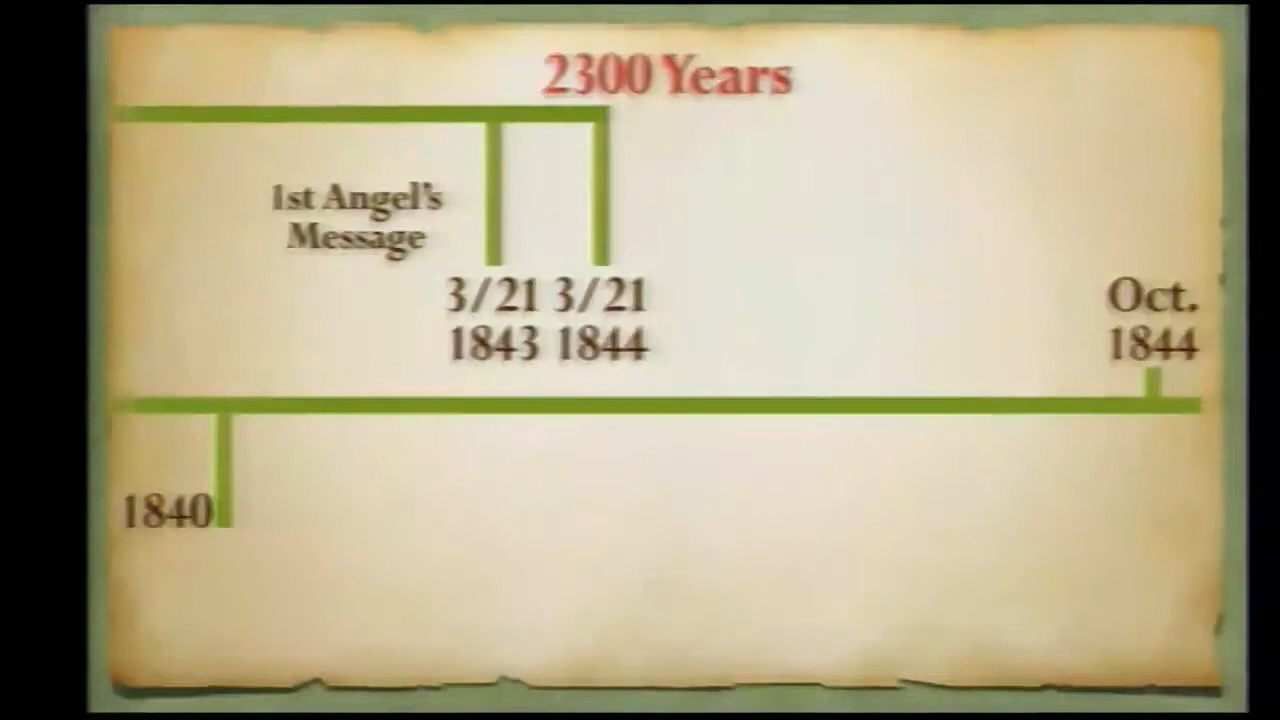 2300 Years
1st Angel's
Message
3/21 3/21
1843 1844
Oct.
1844
1840